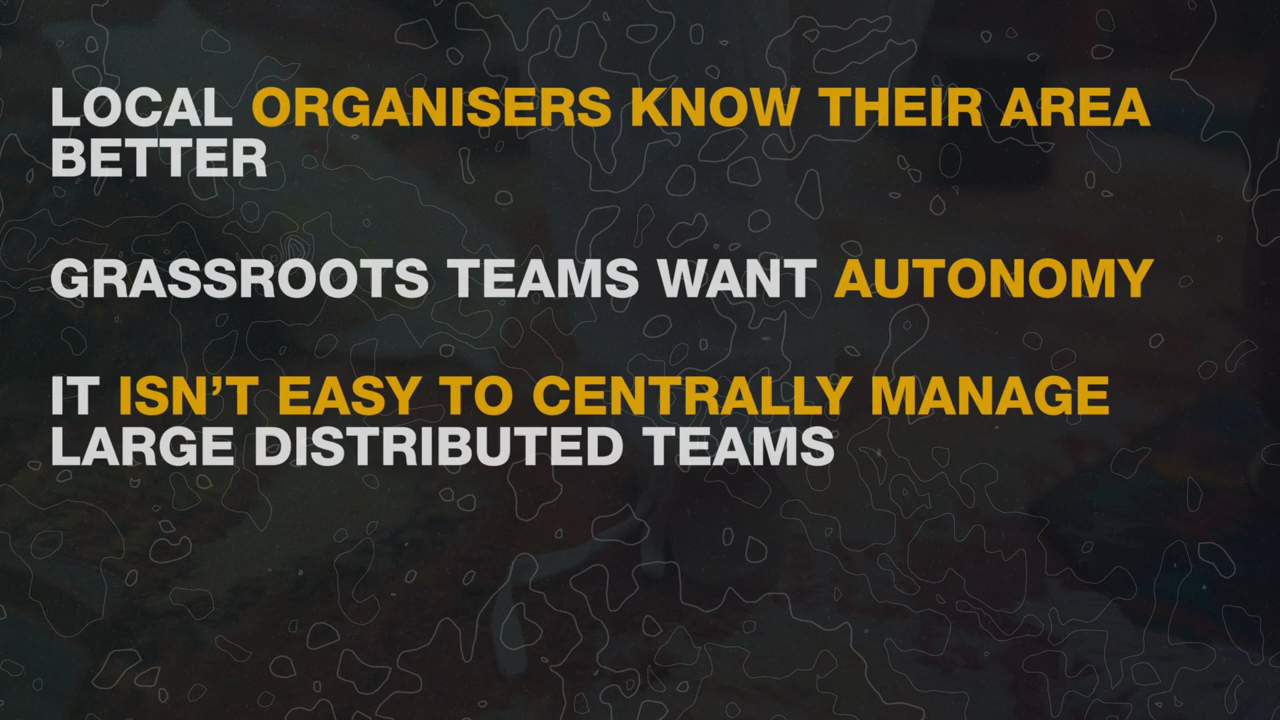 LOCAL ORGANISERS KNOW THEIR AREA
BETTER
GRASSROOTS TEAMS WANT AUTONOMY
IT ISN’T EASY TO CENTRALLY MANAGE
LARGE DISTRIBUTED TEAMS